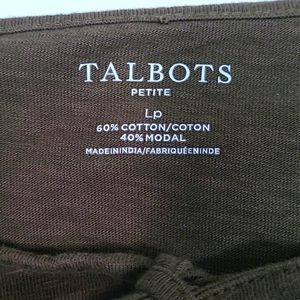 TALBOTS
PETITE
Lp
60% COTTON/COTON
40% MODAL
MADEININDIA/FABRIQUÉENINDE